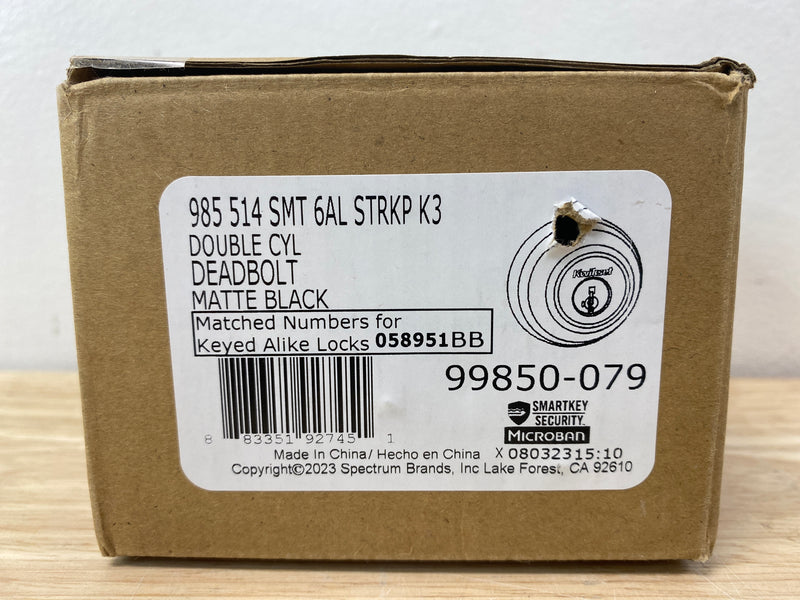 985 514 SMT 6AL STRKP K3
DOUBLE CYL
DEADBOLT
MATTE BLACK
Matched Numbers for
Keyed Alike Locks 058951BB
Kwikset
99850-079
SMARTKEY
SECURITY
MICROBAN
8 83351 92745 1
Made in China/ Hecho en China X 08032315:10
Copyright©2023 Spectrum Brands, Inc Lake Forest, CA 92610